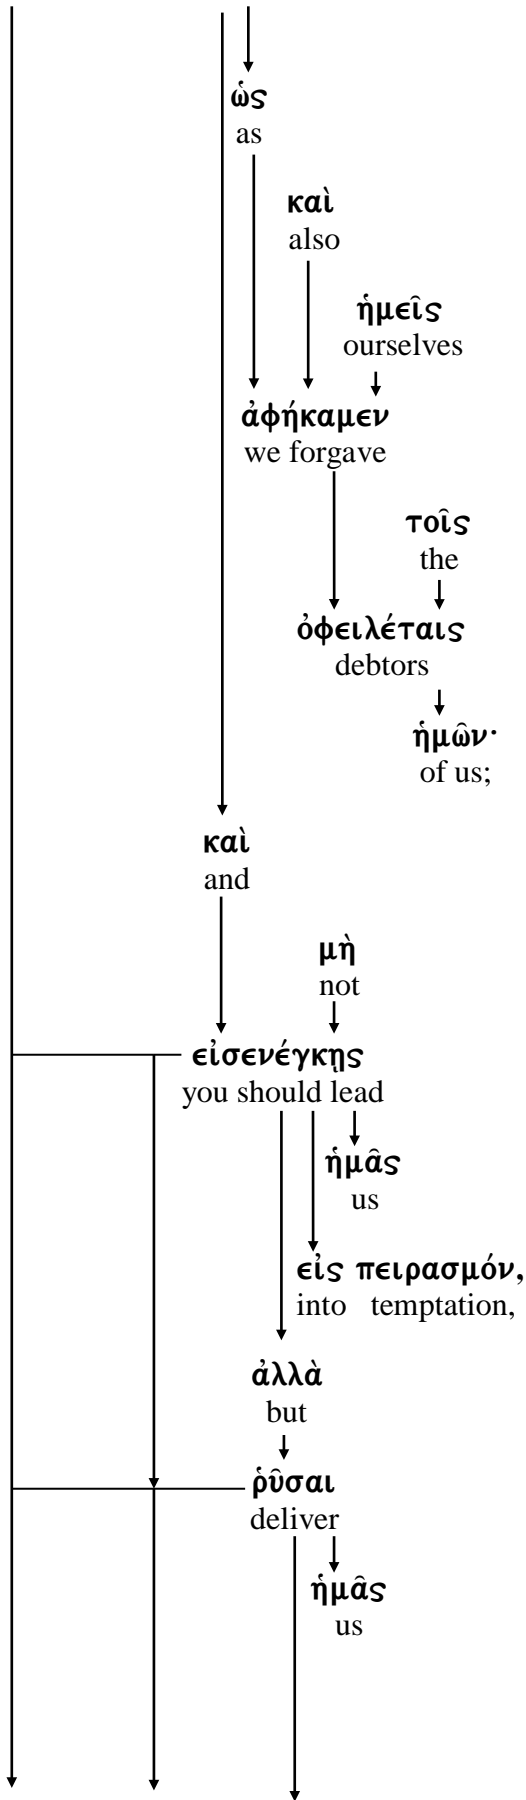 ὡς
as
καὶ
also
ἡμεῖς
ourselves
ἀφήκαμεν
we forgave
τοῖς
the
ὀφειλέταις
debtors
ἡμῶν·
of us;
καὶ
and
μὴ
not
εἰσενέγκῃς
you should lead
ἡμᾶς
us
εἰς πειρασμόν,
into temptation,
ἀλλὰ
but
ῥῦσαι
deliver
ἡμᾶς
us